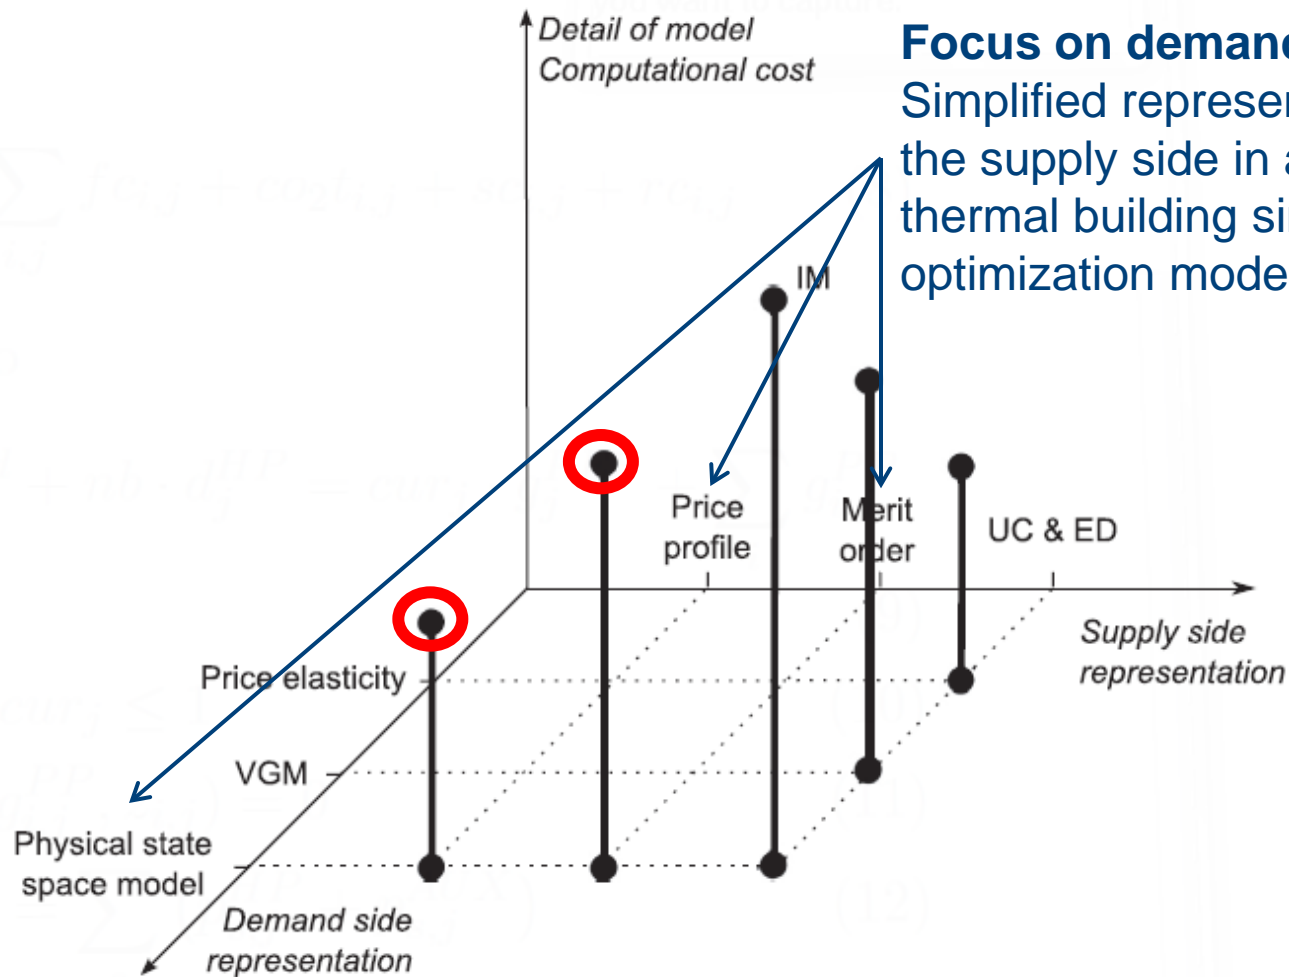 Detail of model
Computational cost
Focus on demand
Simplified represe
the supply side in a
thermal building si
optimization mode
IM
Price
profile
Merit
order
UC & ED
Supply side
representation
Price elasticity
VGM
Physical state
space model
Demand side
representation